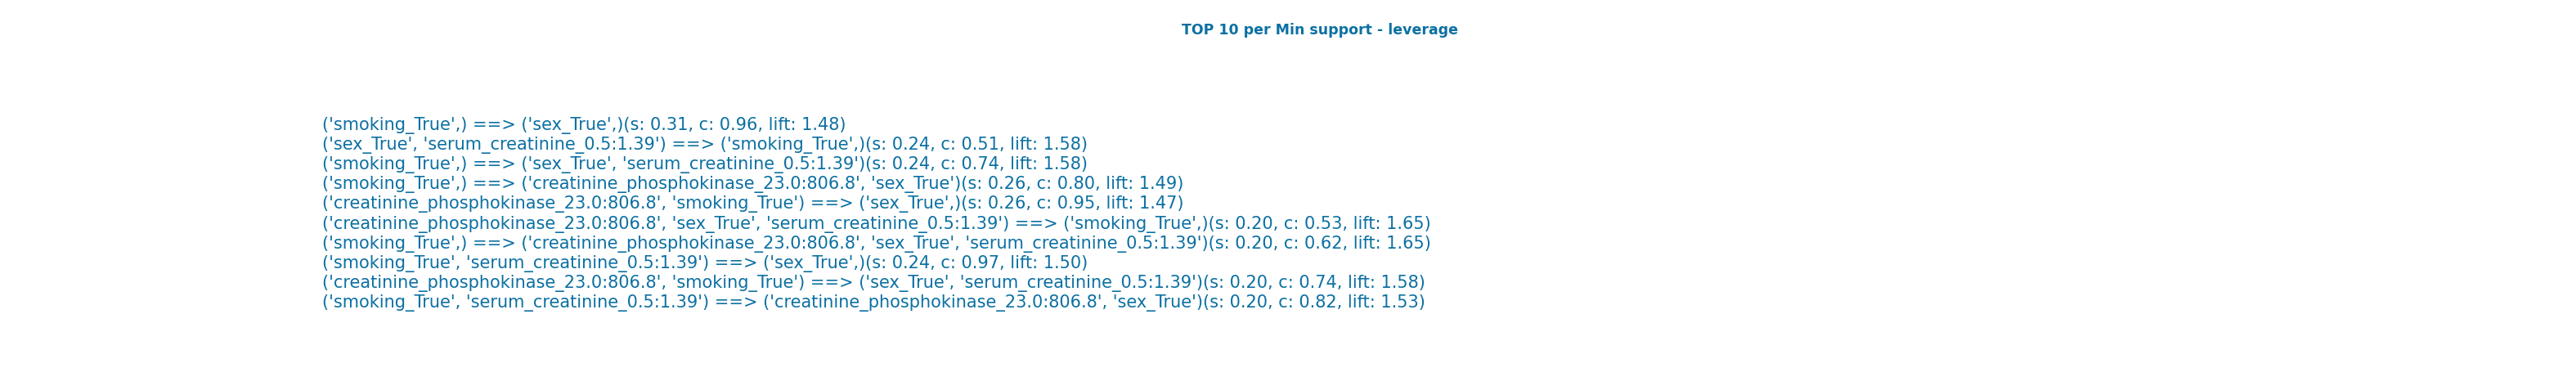 TOP 10 per Min support - leverage
('smoking_True',) ==> ('sex_True',)(s: 0.31, c: 0.96, lift: 1.48)
('sex_True', 'serum_creatinine_0.5:1.39') ==> ('smoking_True',)(s: 0.24, c: 0.51, lift: 1.58)
('smoking_True',) ==> ('sex_True', 'serum_creatinine_0.5:1.39')(s: 0.24, c: 0.74, lift: 1.58)
('smoking_True',) ==> ('creatinine_phosphokinase_23.0:806.8', 'sex_True')(s: 0.26, c: 0.80, lift: 1.49)
('creatinine_phosphokinase_23.0:806.8', 'smoking_True') ==> ('sex_True',)(s: 0.26, c: 0.95, lift: 1.47)
('creatinine_phosphokinase_23.0:806.8', 'sex_True', 'serum_creatinine_0.5:1.39') ==> ('smoking_True',)(s: 0.20, c: 0.53, lift: 1.65)
('smoking_True',) ==> ('creatinine_phosphokinase_23.0:806.8', 'sex_True', 'serum_creatinine_0.5:1.39')(s: 0.20, c: 0.62, lift: 1.65)
('smoking_True', 'serum_creatinine_0.5:1.39') ==> ('sex_True',)(s: 0.24, c: 0.97, lift: 1.50)
('creatinine_phosphokinase_23.0:806.8', 'smoking_True') ==> ('sex_True', 'serum_creatinine_0.5:1.39')(s: 0.20, c: 0.74, lift: 1.58)
('smoking_True', 'serum_creatinine_0.5:1.39') ==> ('creatinine_phosphokinase_23.0:806.8', 'sex_True')(s: 0.20, c: 0.82, lift: 1.53)